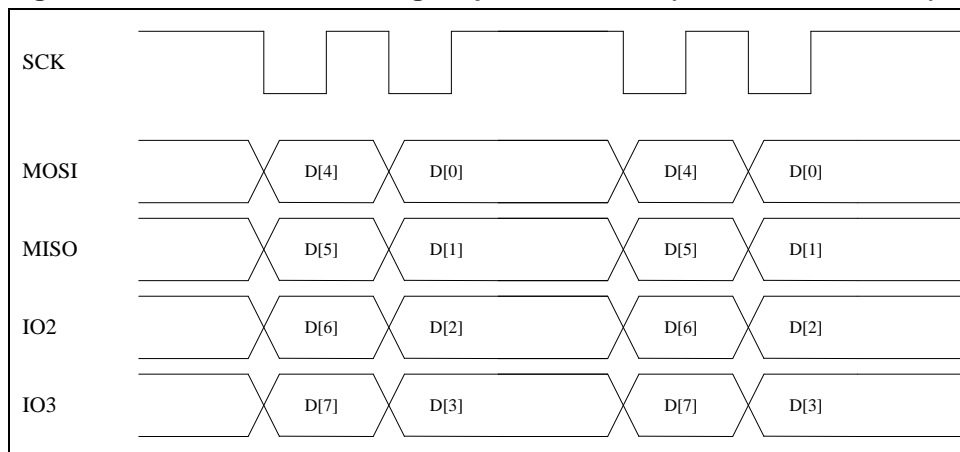 SCK
MOSI D[4] D[0] D[4] D[0]
MISO D[5] D[1] D[5] D[1]
IO2 D[6] D[2] D[6] D[2]
IO3 D[7] D[3] D[7] D[3]